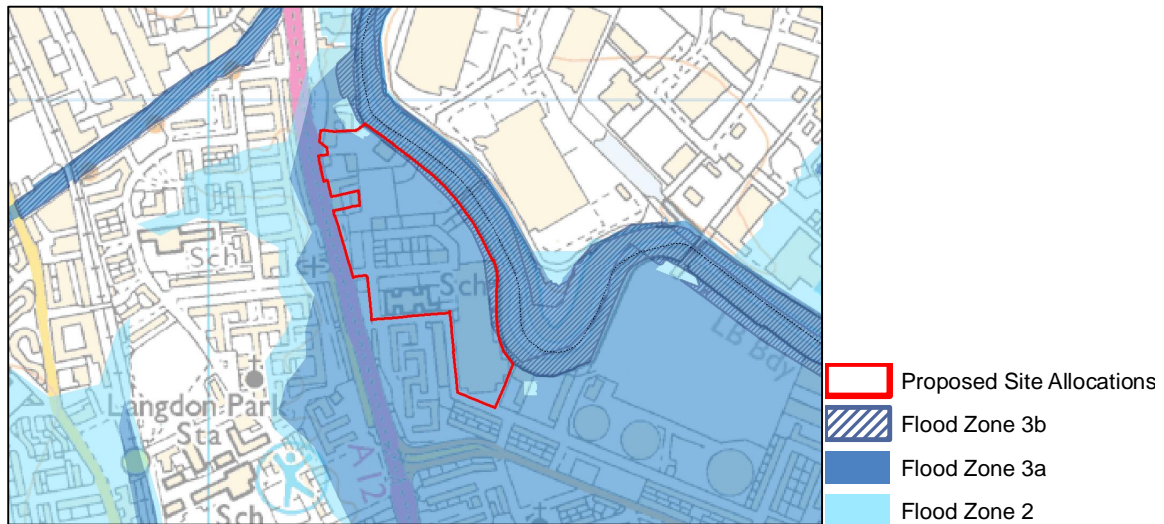 Sch
Sch
LB Bdy
Langdon Park
Sta
A12
Sch
Proposed Site Allocations
Flood Zone 3b
Flood Zone 3a
Flood Zone 2